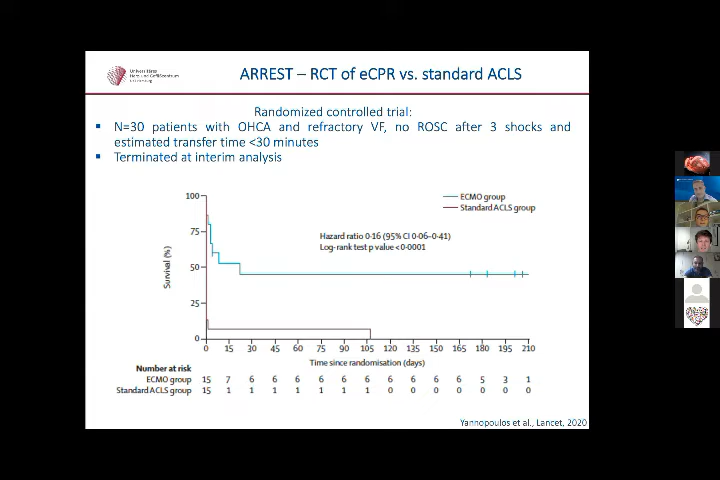 Universitäres
Herz- und Gefäßzentrum
ARREST – RCT of eCPR vs. standard ACLS
Randomized controlled trial:
▪ N=30 patients with OHCA and refractory VF, no ROSC after 3 shocks and
estimated transfer time <30 minutes
▪ Terminated at interim analysis
ECMO group
Standard ACLS group
Hazard ratio 0·16 (95% CI 0·06–0·41)
Log-rank test p value <0·0001
Survival (%)
100
75
50
25
0
0 15 30 45 60 75 90 105 120 135 150 165 180 195 210
Time since randomisation (days)
Number at risk
ECMO group 15 7 6 6 6 6 6 6 6 6 6 6 5 3 1
Standard ACLS group 15 1 1 1 1 1 1 1 0 0 0 0 0 0 0
Yannopoulos et al., Lancet, 2020